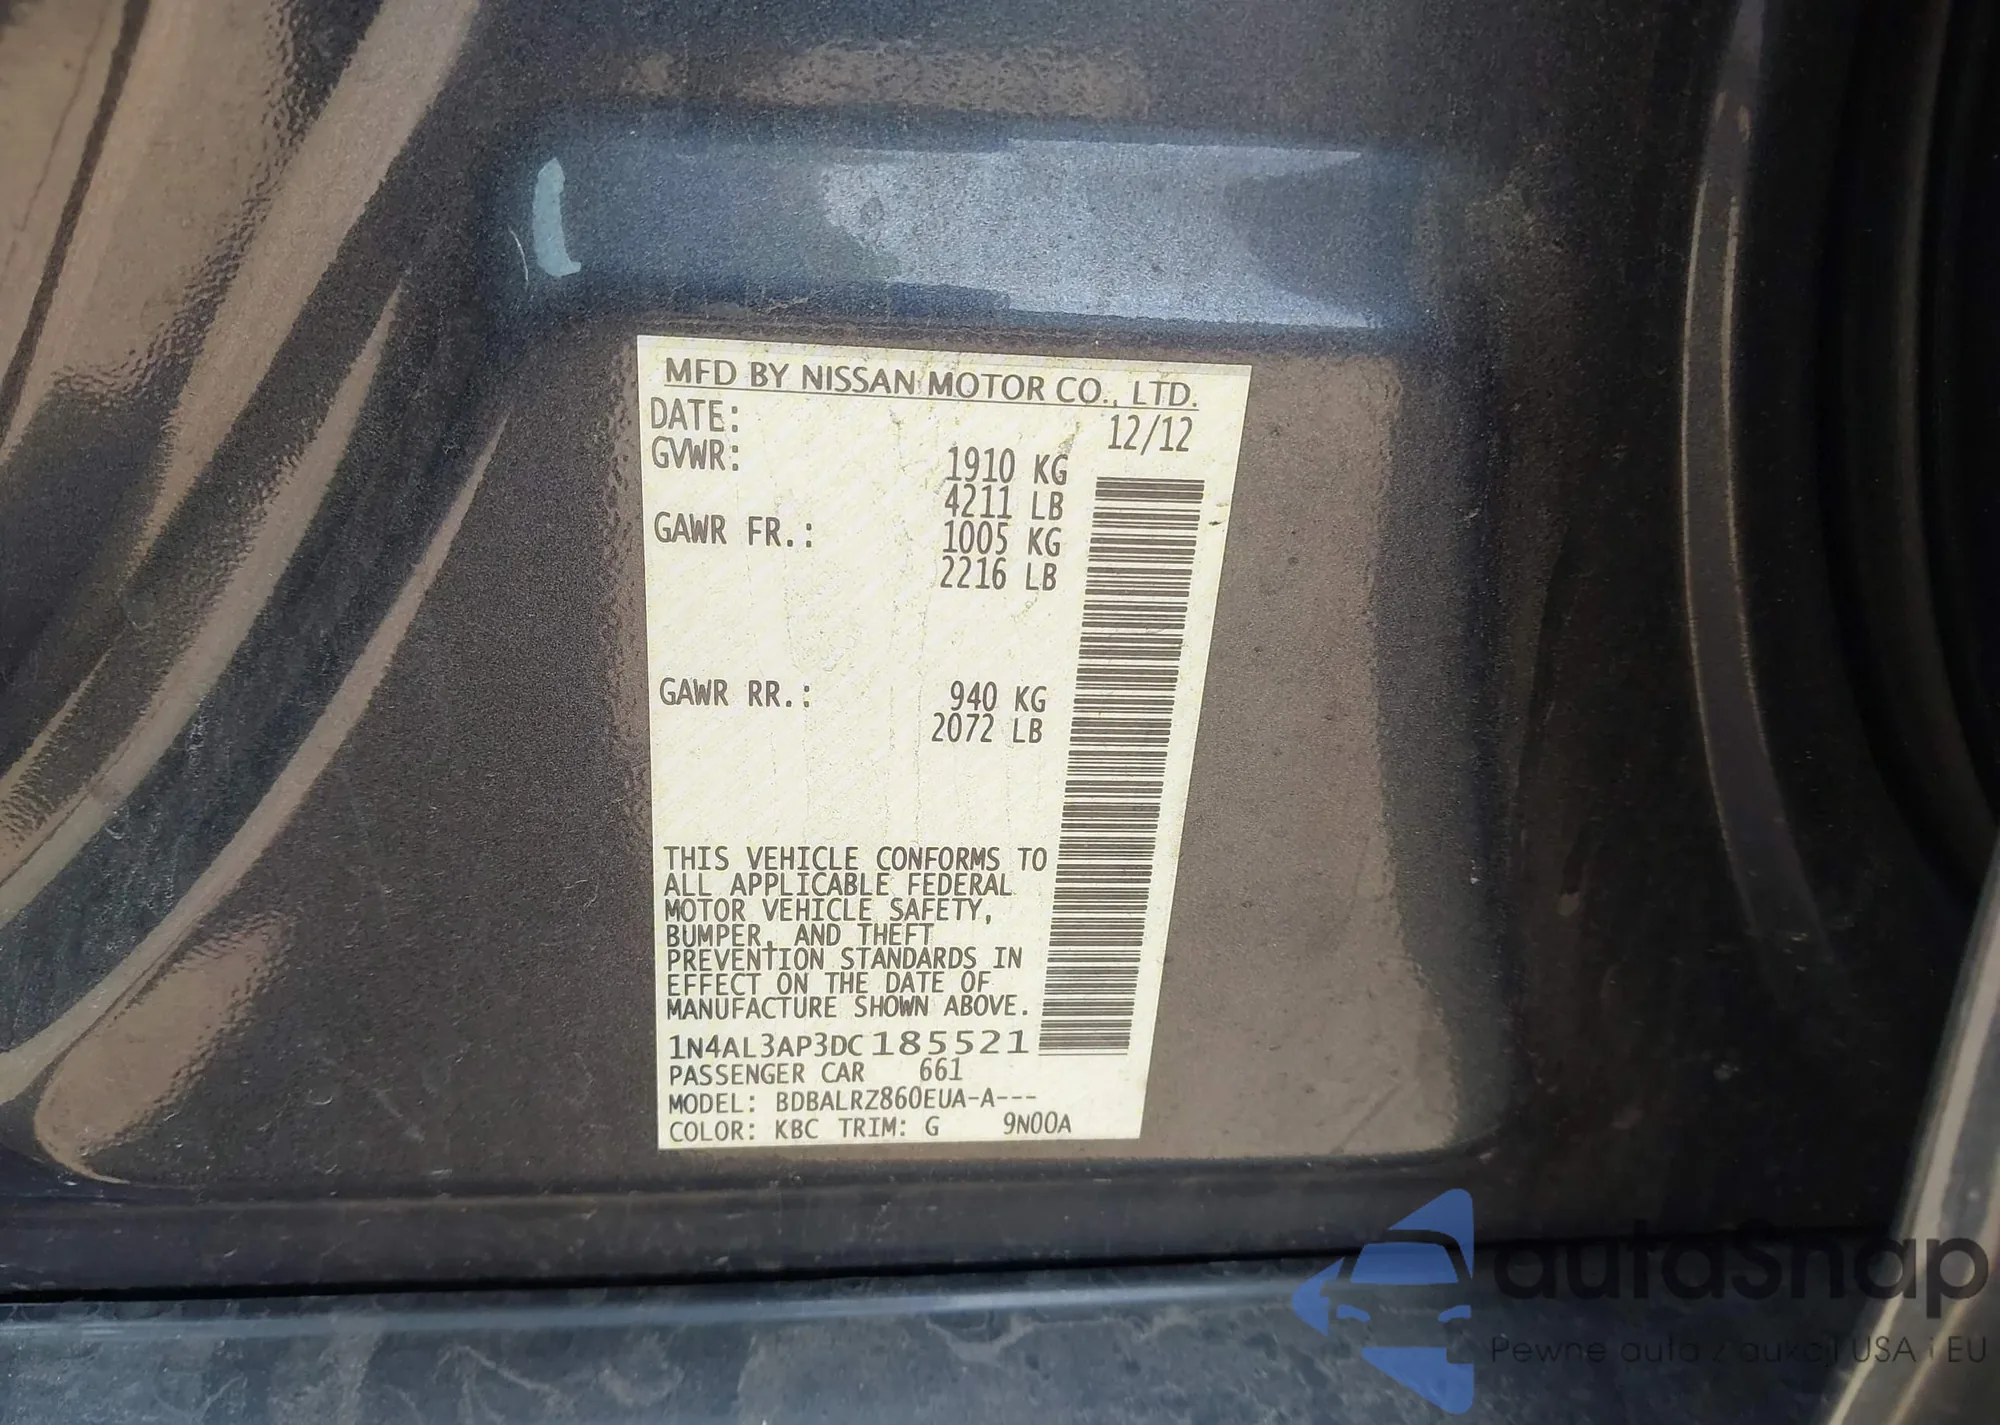 MFD BY NISSAN MOTOR CO., LTD.
DATE: 12/12
GVWR: 1910 KG
4211 LB
GAWR FR.: 1005 KG
2216 LB
GAWR RR.: 940 KG
2072 LB
THIS VEHICLE CONFORMS TO
ALL APPLICABLE FEDERAL
MOTOR VEHICLE SAFETY,
BUMPER, AND THEFT
PREVENTION STANDARDS IN
EFFECT ON THE DATE OF
MANUFACTURE SHOWN ABOVE.
1N4AL3AP3DC185521
PASSENGER CAR 661
MODEL: BDBALRZ860EUA-A---
COLOR: KBC TRIM: G 9N00A
autaSnap
Pewne auta z aukcji USA i EU